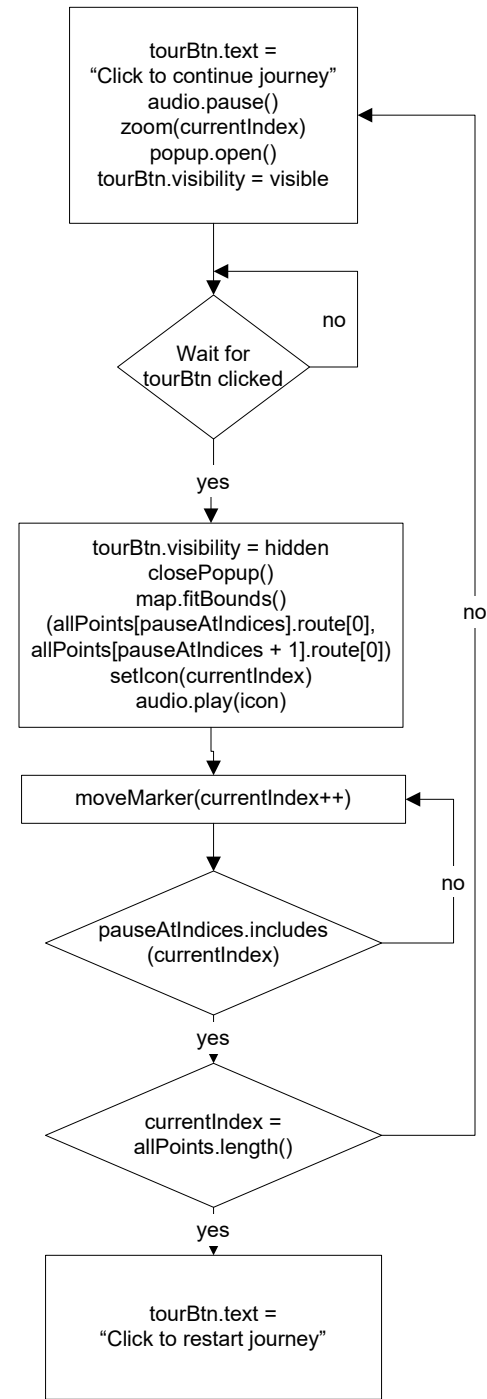 tourBtn.text =
“Click to continue journey”
audio.pause()
zoom(currentIndex)
popup.open()
tourBtn.visibility = visible
no
Wait for
tourBtn clicked
yes
tourBtn.visibility = hidden
closePopup()
map.fitBounds()
(allPoints[pauseAtIndices].route[0],
allPoints[pauseAtIndices + 1].route[0])
setIcon(currentIndex)
audio.play(icon)
no
moveMarker(currentIndex++)
no
pauseAtIndices.includes
(currentIndex)
yes
currentIndex =
allPoints.length()
yes
tourBtn.text =
“Click to restart journey”